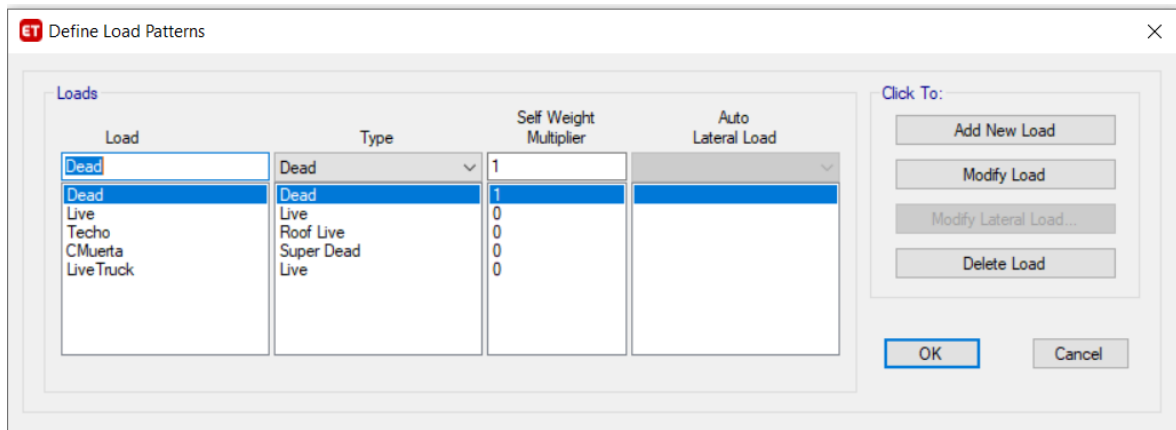 ET Define Load Patterns
Loads
Click To:
Load Type Self Weight Multiplier Auto Lateral Load
Dead Dead 1
Dead Dead 1
Live Live 0
Techo Roof Live 0
CMuerta Super Dead 0
LiveTruck Live 0
Add New Load
Modify Load
Modify Lateral Load...
Delete Load
OK Cancel